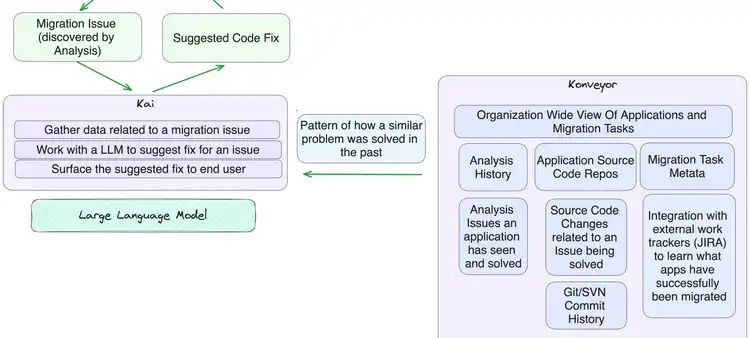 Migration Issue
(discovered by
Analysis)
Suggested Code Fix
Kai
Gather data related to a migration issue
Work with a LLM to suggest fix for an issue
Surface the suggested fix to end user
Large Language Model
Pattern of how a similar
problem was solved in
the past
Konveyor
Organization Wide View Of Applications and
Migration Tasks
Analysis
History
Analysis
Issues an
application
has seen
and solved
Application Source
Code Repos
Source Code
Changes
related to an
Issue being
solved
Git/SVN
Commit
History
Migration Task
Metata
Integration with
external work
trackers (JIRA)
to learn what
apps have
successfully
been migrated